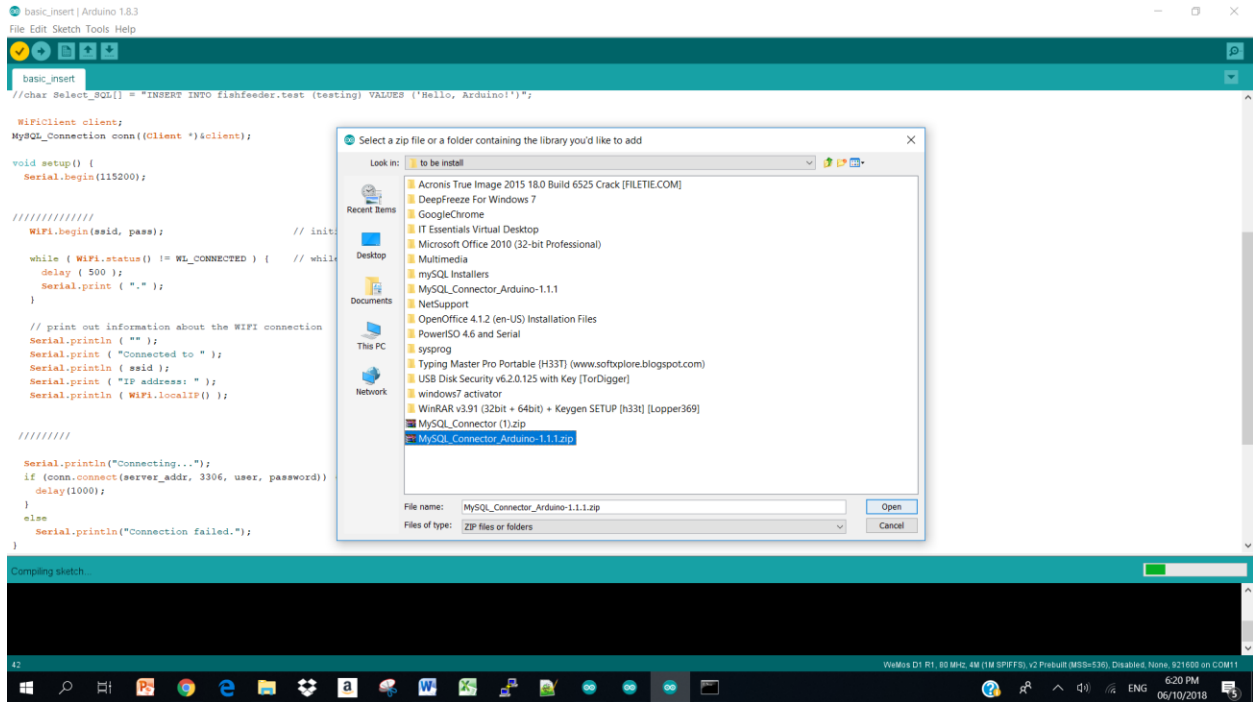 basic_insert | Arduino 1.8.3
File Edit Sketch Tools Help
basic_insert
//char Select_SQL[] = "INSERT INTO fishfeeder.test (testing) VALUES ('Hello, Arduino!')";
WiFiClient client;
MySQL_Connection conn((Client *)&client);
void setup() {
Serial.begin(115200);
//////////////
WiFi.begin(ssid, pass); // init
while ( WiFi.status() != WL_CONNECTED ) { // while
delay ( 500 );
Serial.print ( "." );
}
// print out information about the WIFI connection
Serial.println ( "" );
Serial.print ( "Connected to " );
Serial.println ( ssid );
Serial.print ( "IP address: " );
Serial.println ( WiFi.localIP() );
/////////
Serial.println("Connecting...");
if (conn.connect(server_addr, 3306, user, password))
delay(1000);
}
else
Serial.println("Connection failed.");
}
Select a zip file or a folder containing the library you'd like to add
Look in: to be install
Recent Items
Desktop
Documents
This PC
Network
Acronis True Image 2015 18.0 Build 6525 Crack [FILETIE.COM]
DeepFreeze For Windows 7
GoogleChrome
IT Essentials Virtual Desktop
Microsoft Office 2010 (32-bit Professional)
Multimedia
mySQL Installers
MySQL_Connector_Arduino-1.1.1
NetSupport
OpenOffice 4.1.2 (en-US) Installation Files
PowerISO 4.6 and Serial
sysprog
Typing Master Pro Portable {H33T} (www.softxplore.blogspot.com)
USB Disk Security v6.2.0.125 with Key [TorDigger]
windows7 activator
WinRAR v3.91 (32bit + 64bit) + Keygen SETUP [h33t] [Lopper369]
MySQL_Connector (1).zip
MySQL_Connector_Arduino-1.1.1.zip
File name: MySQL_Connector_Arduino-1.1.1.zip
Open
Files of type: ZIP files or folders
Cancel
Compiling sketch...
42
WeMos D1 R1, 80 MHz, 4M (1M SPIFFS), v2 Prebuilt (MSS=536), Disabled, None, 921600 on COM11
ENG
6:20 PM
06/10/2018
5